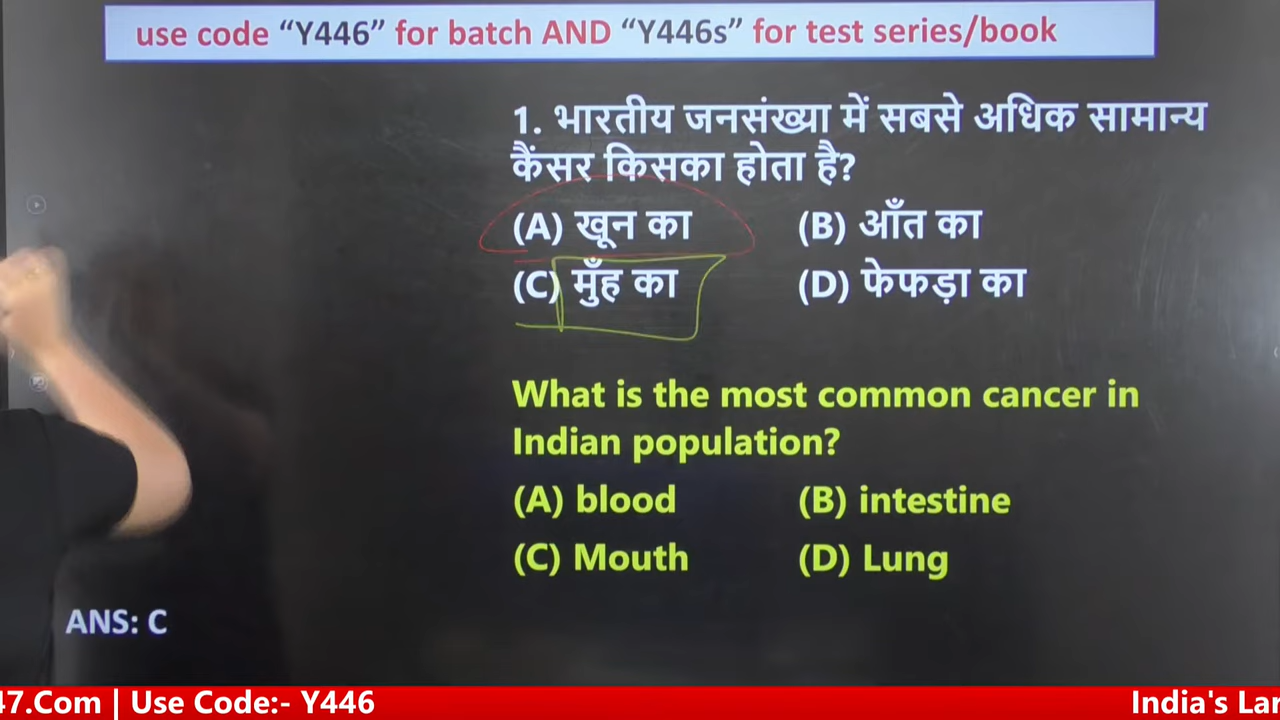 use code “Y446” for batch AND “Y446s” for test series/book
1. भारतीय जनसंख्या में सबसे अधिक सामान्य
कैंसर किसका होता है?
(A) खून का (B) आँत का
(C) मुँह का (D) फेफड़ा का
What is the most common cancer in
Indian population?
(A) blood (B) intestine
(C) Mouth (D) Lung
ANS: C
47.Com | Use Code:- Y446 India's Lar